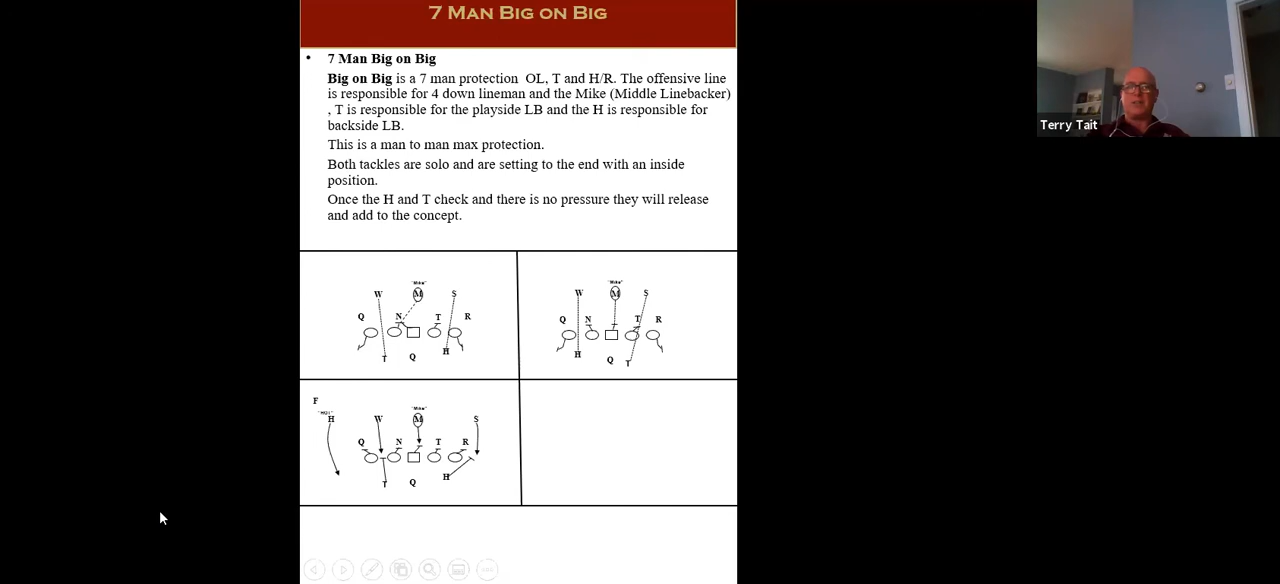 7 Man Big on Big
• 7 Man Big on Big
Big on Big is a 7 man protection OL, T and H/R. The offensive line
is responsible for 4 down lineman and the Mike (Middle Linebacker)
, T is responsible for the playside LB and the H is responsible for
backside LB.
This is a man to man max protection.
Both tackles are solo and are setting to the end with an inside
position.
Once the H and T check and there is no pressure they will release
and add to the concept.
"Mike"
W M S
Q N T R
H
T Q
"Mike"
W M S
Q N T R
H Q T
F
"Mike"
"HOT"
H W M S
Q N T R
H
T Q
Terry Tait